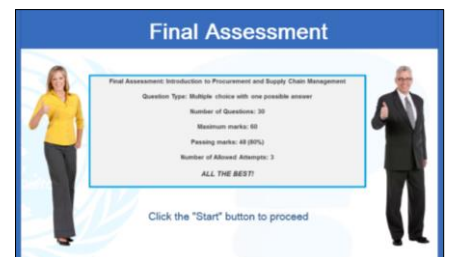 Final Assessment
Final Assessment: Introduction to Procurement and Supply Chain Management
Question Type: Multiple choice with one possible answer
Number of Questions: 30
Maximum marks: 60
Passing marks: 48 (80%)
Number of Allowed Attempts: 3
ALL THE BEST!
Click the "Start" button to proceed